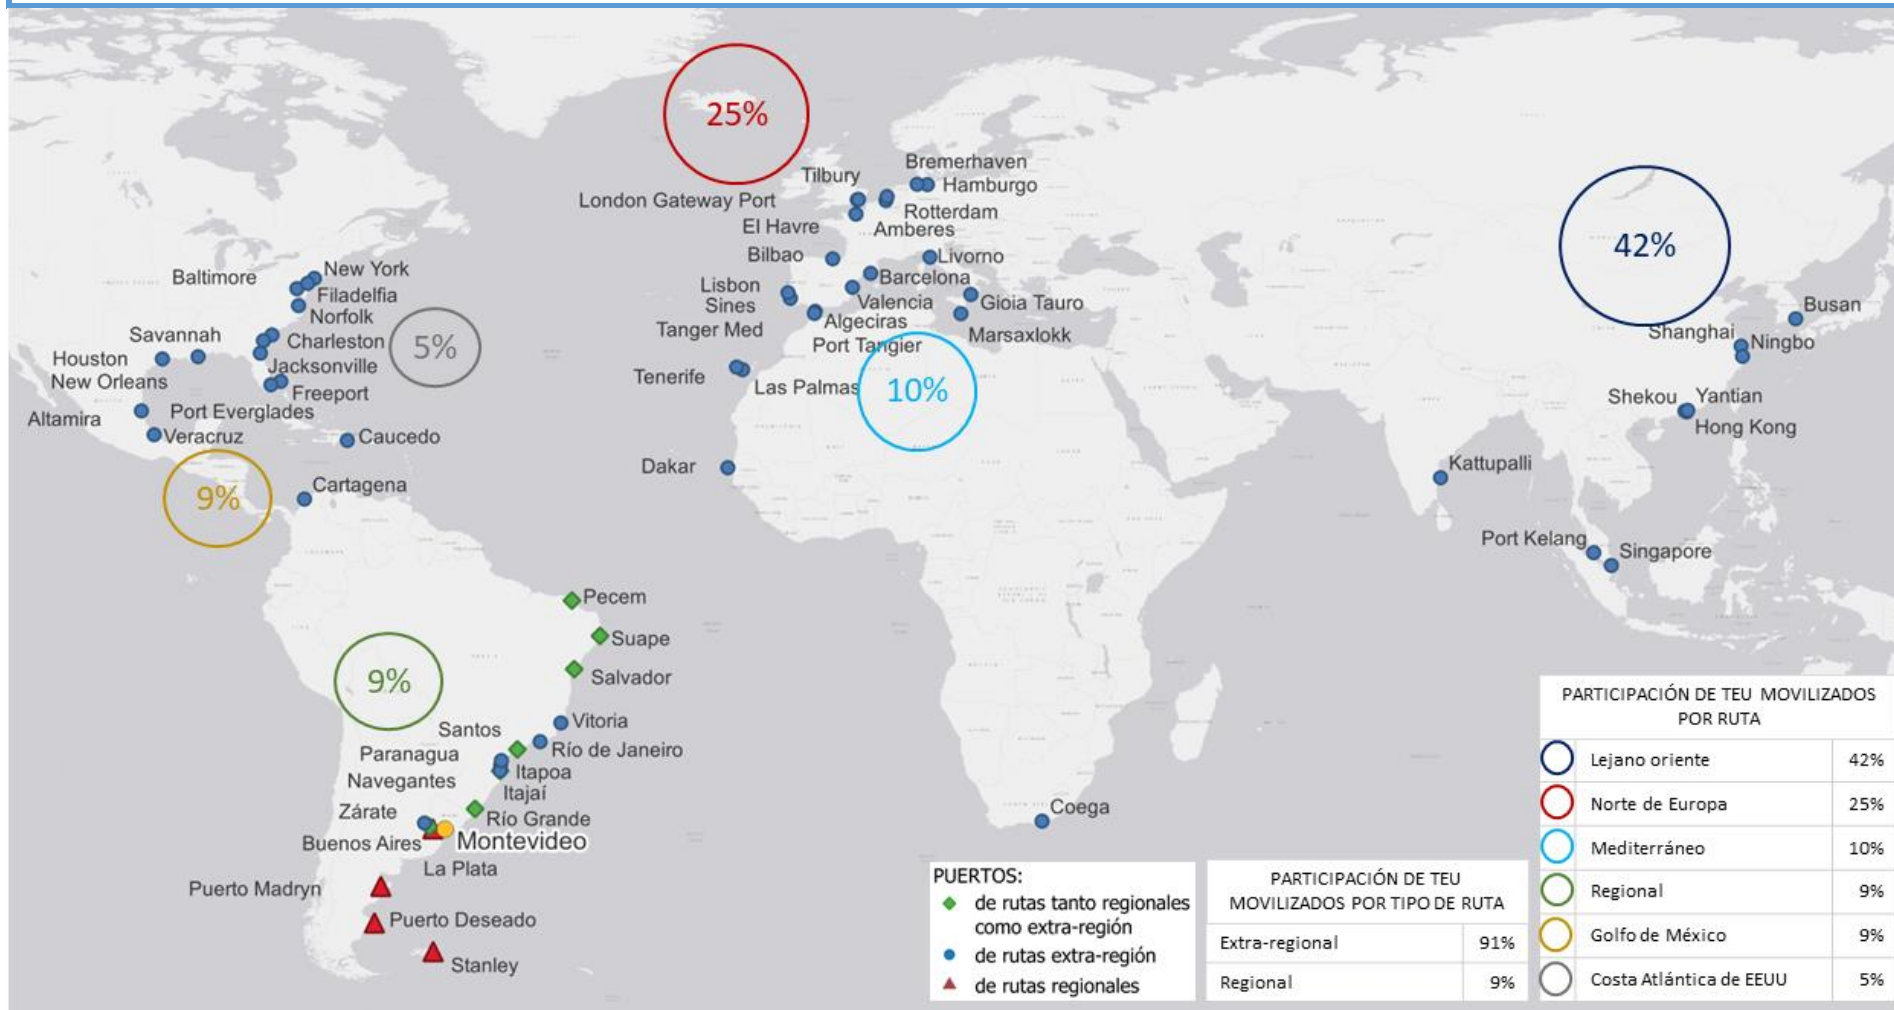 25%
Bremerhaven
Tilbury
Hamburgo
London Gateway Port
Rotterdam
El Havre
Amberes
42%
Bilbao
Livorno
New York
Baltimore
Barcelona
Lisbon
Filadelfia
Valencia
Gioia Tauro
Sines
Busan
Norfolk
Algeciras
Tanger Med
Savannah
Charleston
5%
Port Tangier
Marsaxlokk
Shanghai
Ningbo
Houston
Jacksonville
New Orleans
Freeport
Tenerife
Las Palmas
10%
Shekou
Yantian
Altamira
Port Everglades
Veracruz
Caucedo
Hong Kong
Dakar
Kattupalli
9%
Cartagena
Port Kelang
Singapore
Pecem
Suape
9%
Salvador
Vitoria
Santos
Río de Janeiro
Paranagua
Itapoa
Navegantes
Itajaí
Zárate
Río Grande
Coega
Buenos Aires
Montevideo
La Plata
Puerto Madryn
Puerto Deseado
Stanley
PUERTOS:
de rutas tanto regionales
como extra-región
de rutas extra-región
de rutas regionales
PARTICIPACIÓN DE TEU
MOVILIZADOS POR TIPO DE RUTA
Extra-regional 91%
Regional 9%
PARTICIPACIÓN DE TEU MOVILIZADOS
POR RUTA
Lejano oriente 42%
Norte de Europa 25%
Mediterráneo 10%
Regional 9%
Golfo de México 9%
Costa Atlántica de EEUU 5%